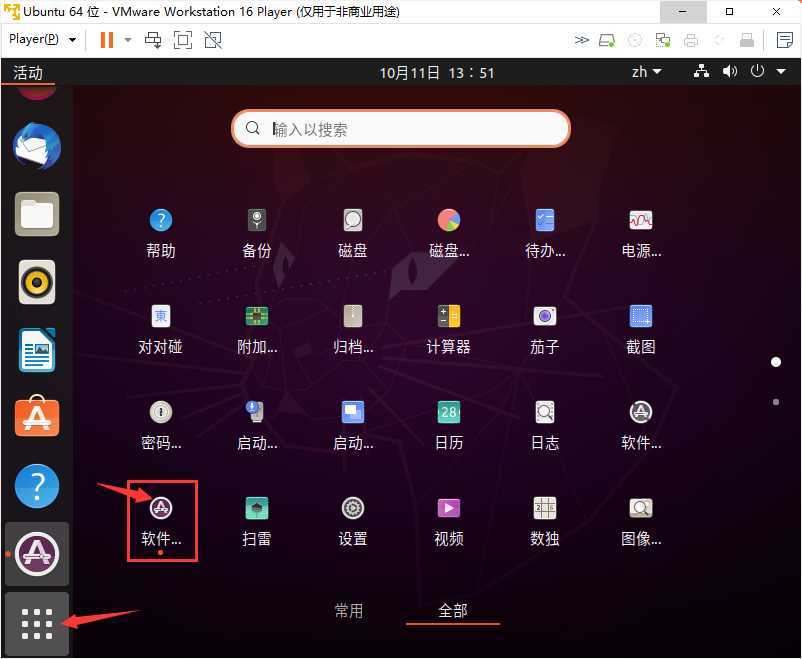 Ubuntu 64 位 - VMware Workstation 16 Player (仅用于非商业用途)
Player(P)
活动
10月11日 13：51
zh
输入以搜索
帮助 备份 磁盘 磁盘... 待办... 电源...
東
对对碰 附加... 归档... 计算器 茄子 截图
28
密码... 启动... 启动... 日历 日志 软件...
2 6
软件... 扫雷 设置 视频 数独 图像...
常用 全部